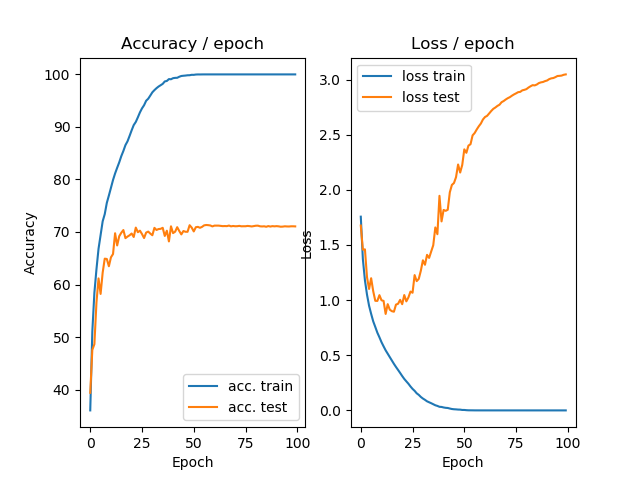 Accuracy / epoch
Accuracy
100
90
80
70
60
50
40
acc. train
acc. test
0
25
50
75
100
Epoch
Loss / epoch
Loss
3.0
2.5
2.0
1.5
1.0
0.5
0.0
loss train
loss test
0
25
50
75
100
Epoch